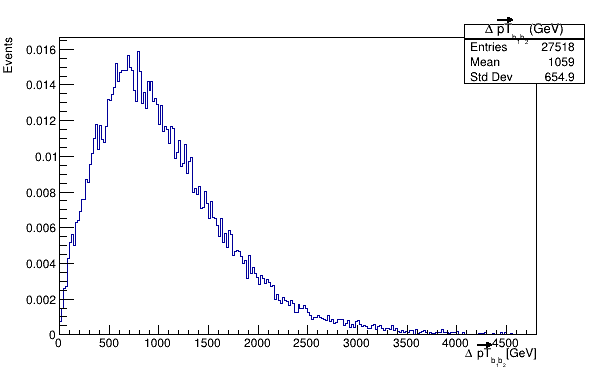 Δ pT b₁b₂ (GeV)
Entries 27518
Mean 1059
Std Dev 654.9
Events
0.016
0.014
0.012
0.01
0.008
0.006
0.004
0.002
0
0 500 1000 1500 2000 2500 3000 3500 4000 4500
Δ pT b₁b₂ [GeV]